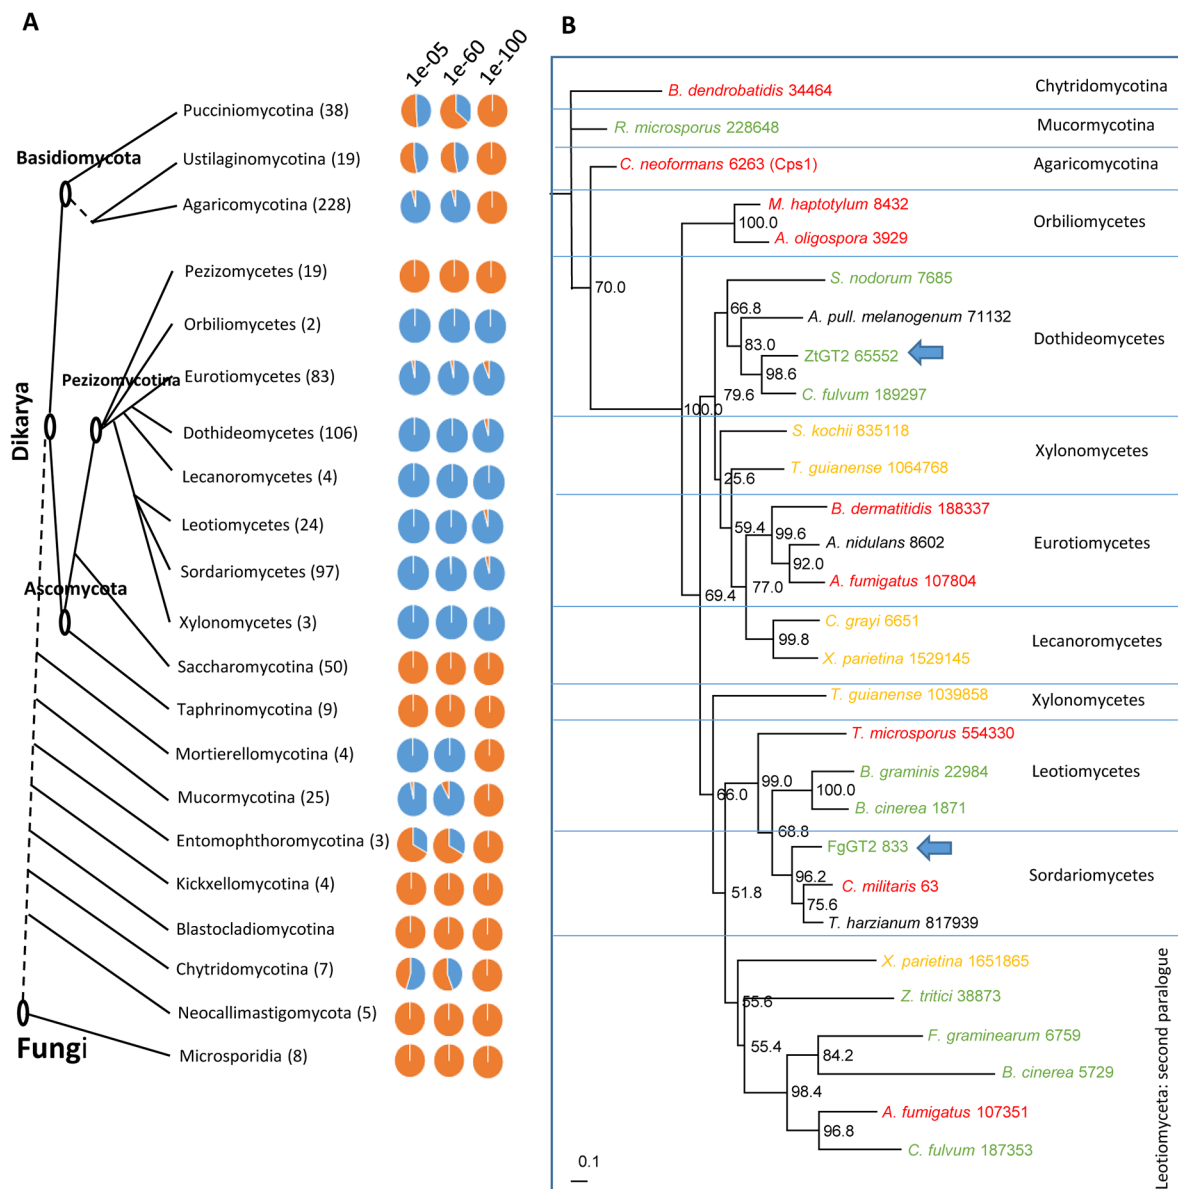 A
1e-05 1e-60 1e-100
Pucciniomycotina (38)
Basidiomycota
Ustilaginomycotina (19)
Agaricomycotina (228)
Pezizomycetes (19)
Orbiliomycetes (2)
Pezizomycotina
Eurotiomycetes (83)
Dikarya
Dothideomycetes (106)
Lecanoromycetes (4)
Leotiomycetes (24)
Sordariomycetes (97)
Ascomycota
Xylonomycetes (3)
Saccharomycotina (50)
Taphrinomycotina (9)
Mortierellomycotina (4)
Mucormycotina (25)
Entomophthoromycotina (3)
Kickxellomycotina (4)
Blastocladiomycotina
Chytridomycotina (7)
Neocallimastigomycota (5)
Fungi
Microsporidia (8)
B
B. dendrobatidis 34464
Chytridomycotina
R. microsporus 228648
Mucormycotina
C. neoformans 6263 (Cps1)
Agaricomycotina
M. haptotylum 8432
100.0
Orbiliomycetes
A. oligospora 3929
70.0
S. nodorum 7685
66.8
A. pull. melanogenum 71132
Dothideomycetes
83.0
ZtGT2 65552
98.6
79.6
C. fulvum 189297
100.0
S. kochii 835118
Xylonomycetes
T. guianense 1064768
25.6
B. dermatitidis 188337
59.4
99.6
A. nidulans 8602
Eurotiomycetes
92.0
A. fumigatus 107804
77.0
69.4
C. grayi 6651
99.8
Lecanoromycetes
X. parietina 1529145
T. guianense 1039858
Xylonomycetes
T. microsporus 554330
B. graminis 22984
Leotiomycetes
99.0
100.0
66.0
B. cinerea 1871
68.8
FgGT2 833
96.2
Sordariomycetes
C. militaris 63
51.8
75.6
T. harzianum 817939
X. parietina 1651865
Z. tritici 38873
55.6
F. graminearum 6759
55.4
84.2
B. cinerea 5729
98.4
A. fumigatus 107351
96.8
C. fulvum 187353
Leotiomyceta: second paralogue
0.1